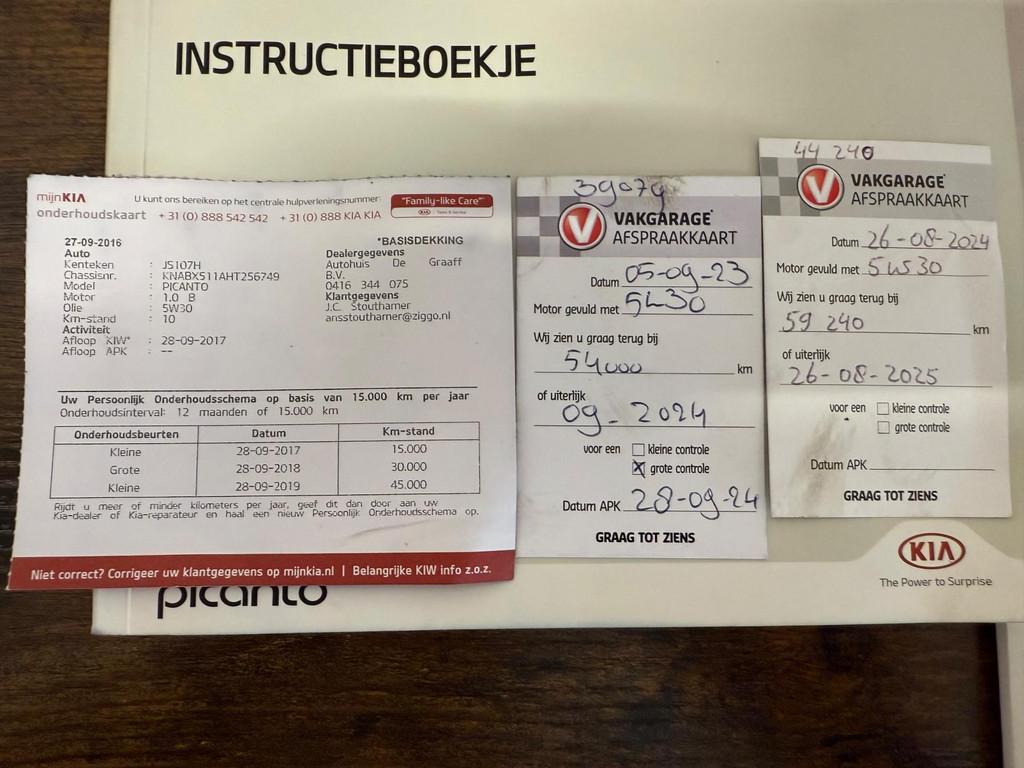 INSTRUCTIEBOEKJE
mijnKIA
onderhoudskaart
U kunt ons bereiken op het centrale hulpverleningsnummer:
+31 (0) 888 542 542 +31 (0) 888 KIA KIA
"Family-like Care"
KIA
27-09-2016
*BASISDEKKING
Auto
Kenteken : JS107H
Chassisnr. : KNABX511AHT256749
Model : PICANTO
Motor : 1.0 B
Olie : 5W30
Km-stand : 10
Activiteit
Afloop KIW* : 28-09-2017
Afloop APK : --
Dealergegevens
Autohuis De Graaff
B.V.
0416 344 075
Klantgegevens
J.C. Stouthamer
ansstouthamer@ziggo.nl
Uw Persoonlijk Onderhoudsschema op basis van 15.000 km per jaar
Onderhoudsinterval: 12 maanden of 15.000 km
Onderhoudsbeurten Datum Km-stand
Kleine 28-09-2017 15.000
Grote 28-09-2018 30.000
Kleine 28-09-2019 45.000
Rijdt u meer of minder kilometers per jaar, geef dit dan door aan uw
Kia-dealer of Kia-reparateur en haal een nieuw Persoonlijk Onderhoudsschema op.
Niet correct? Corrigeer uw klantgegevens op mijnkia.nl | Belangrijke KIW info z.o.z.
picanto
39079
V
VAKGARAGE
AFSPRAAKKAART
Datum 05-09-23
Motor gevuld met 5W30
Wij zien u graag terug bij
54000 km
of uiterlijk
09-2024
voor een kleine controle
grote controle
Datum APK 28-09-24
GRAAG TOT ZIENS
44 240
V
VAKGARAGE
AFSPRAAKKAART
Datum 26-08-2024
Motor gevuld met 5W30
Wij zien u graag terug bij
59 240 km
of uiterlijk
26-08-2025
voor een kleine controle
grote controle
Datum APK
GRAAG TOT ZIENS
KIA
The Power to Surprise